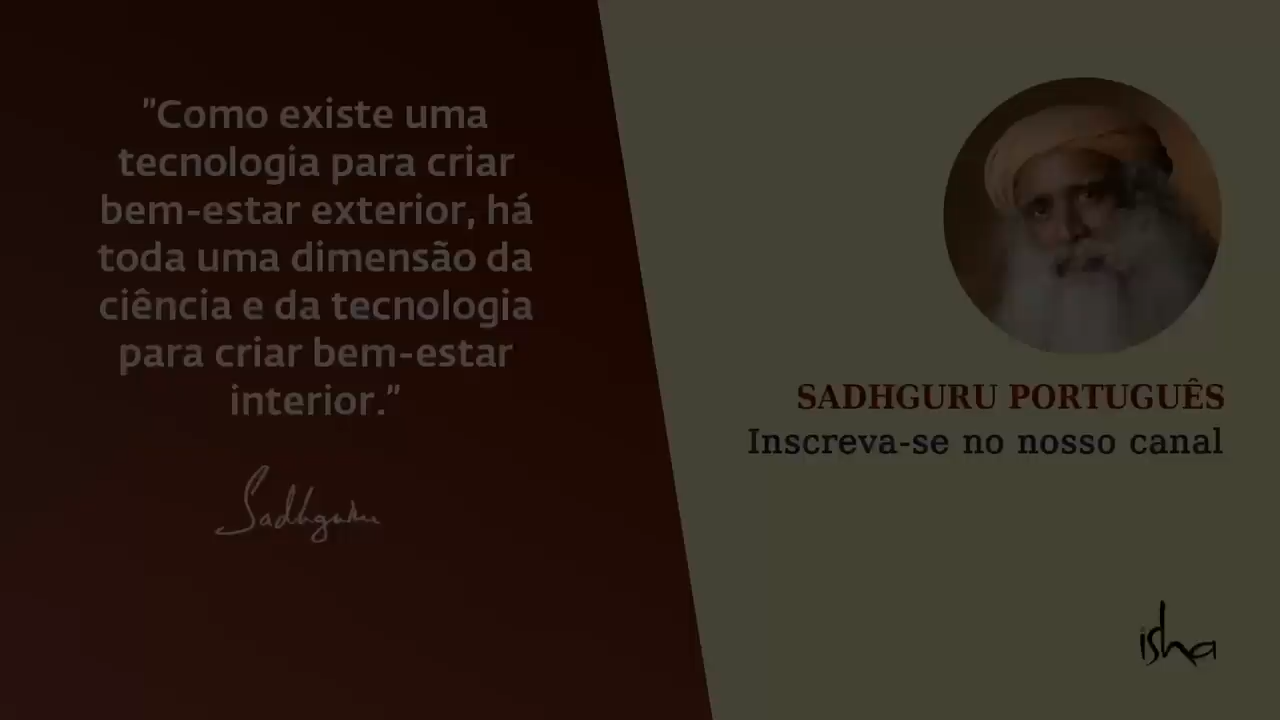 "Como existe uma
tecnologia para criar
bem-estar exterior, há
toda uma dimensão da
ciência e da tecnologia
para criar bem-estar
interior.”
Sadhguru
SADHGURU PORTUGUÊS
Inscreva-se no nosso canal
isha